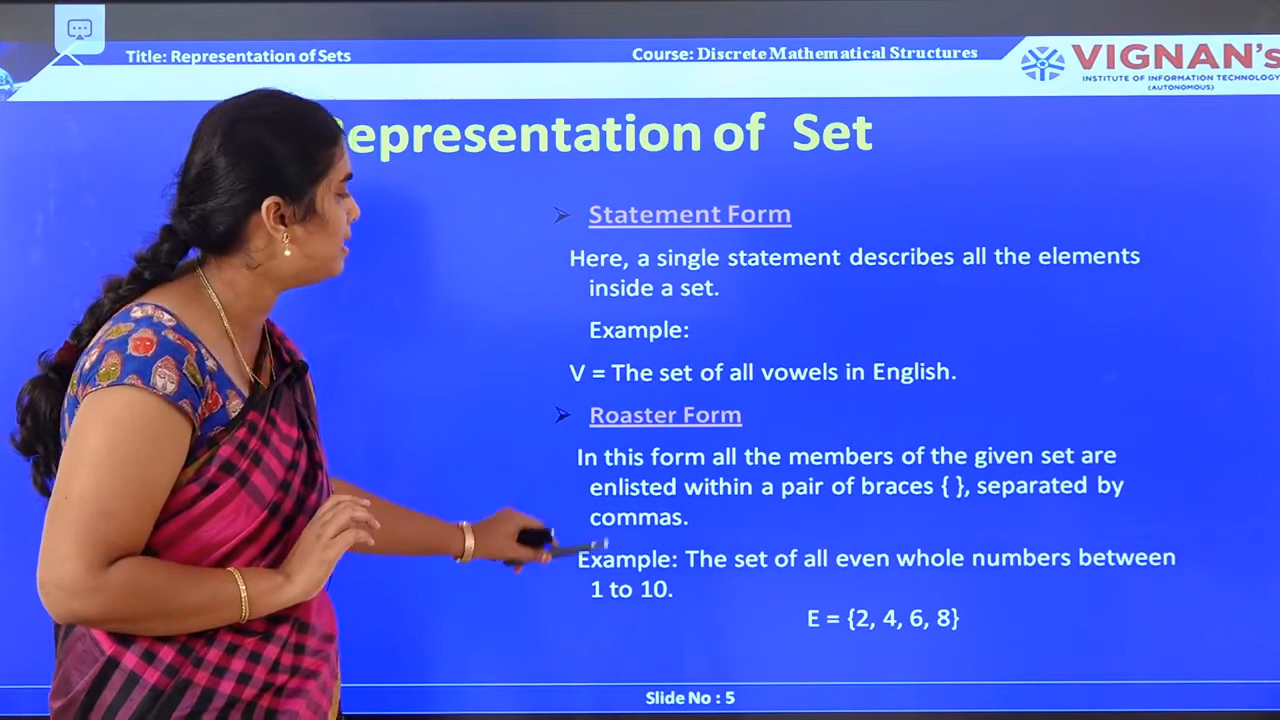 Title: Representation of Sets
Course: Discrete Mathematical Structures
VIGNAN's
INSTITUTE OF INFORMATION TECHNOLOGY
(AUTONOMOUS)
epresentation of Set
Statement Form
Here, a single statement describes all the elements
inside a set.
Example:
V = The set of all vowels in English.
Roaster Form
In this form all the members of the given set are
enlisted within a pair of braces { }, separated by
commas.
Example: The set of all even whole numbers between
1 to 10.
E = {2, 4, 6, 8}
Slide No : 5